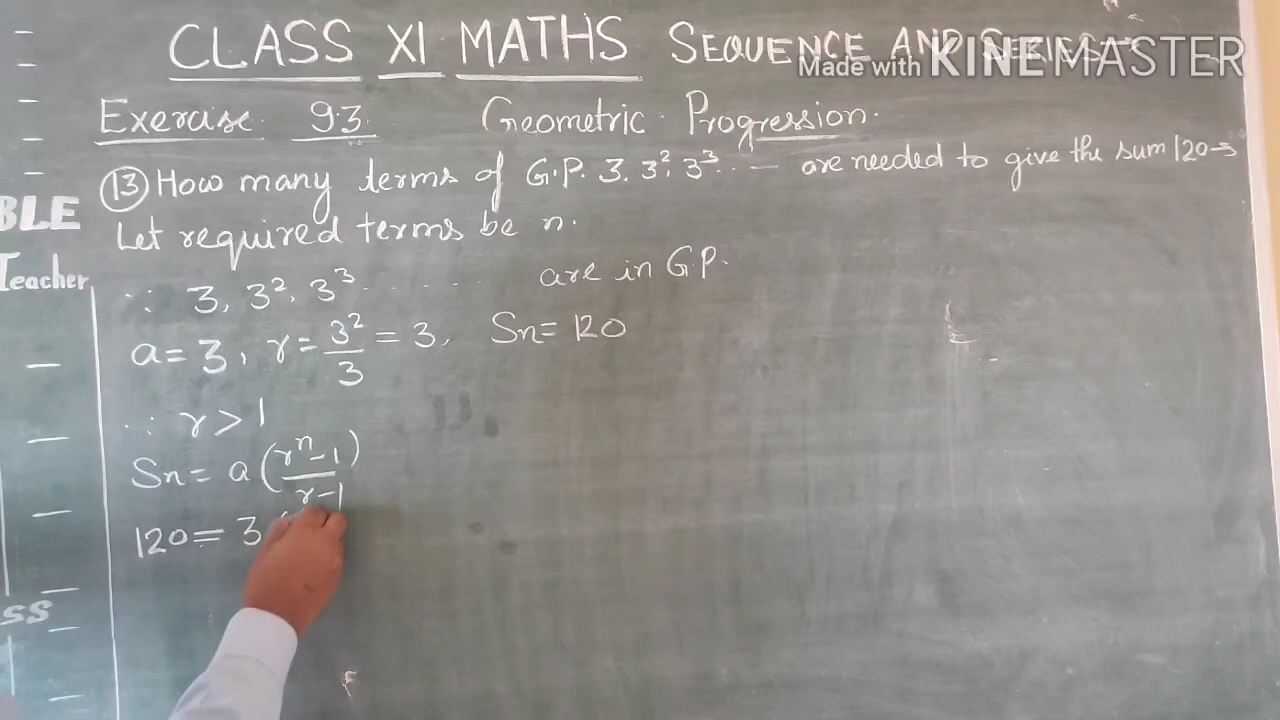 CLASS XI MATHS SEQUENCE AND SERIES
Made with KINEMASTER
Exercise 9.3 Geometric Progression.
(13) How many terms of G.P. 3, 3², 3³ ... are needed to give the sum 120
Let required terms be n.
∵ 3, 3², 3³ ........ are in G.P.
a = 3, r = 3²/3 = 3, Sn = 120
∵ r > 1
Sn = a (rⁿ-1 / r-1)
120 = 3 (
BLE
Teacher
SS